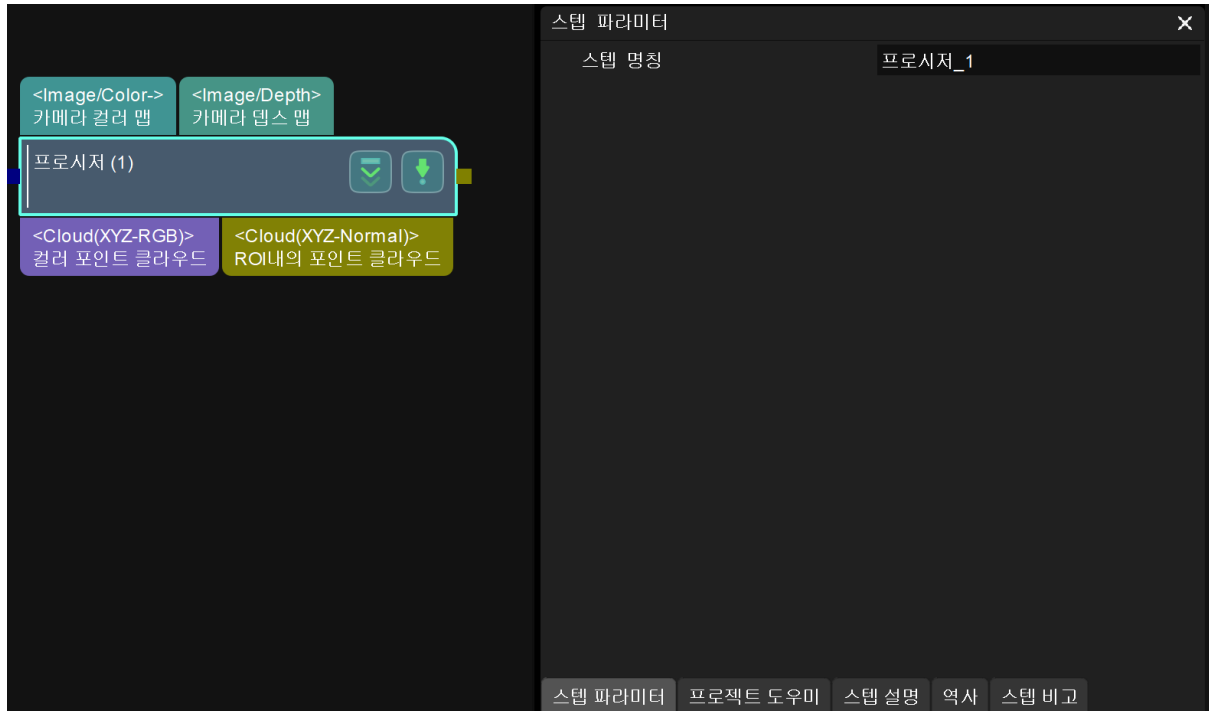 <Image/Color->
카메라 컬러 맵
<Image/Depth>
카메라 뎁스 맵
프로시저 (1)
<Cloud(XYZ-RGB)>
컬러 포인트 클라우드
<Cloud(XYZ-Normal)>
ROI내의 포인트 클라우드
스텝 파라미터
스텝 명칭
프로시저_1
스텝 파라미터
프로젝트 도우미
스텝 설명
역사
스텝 비고